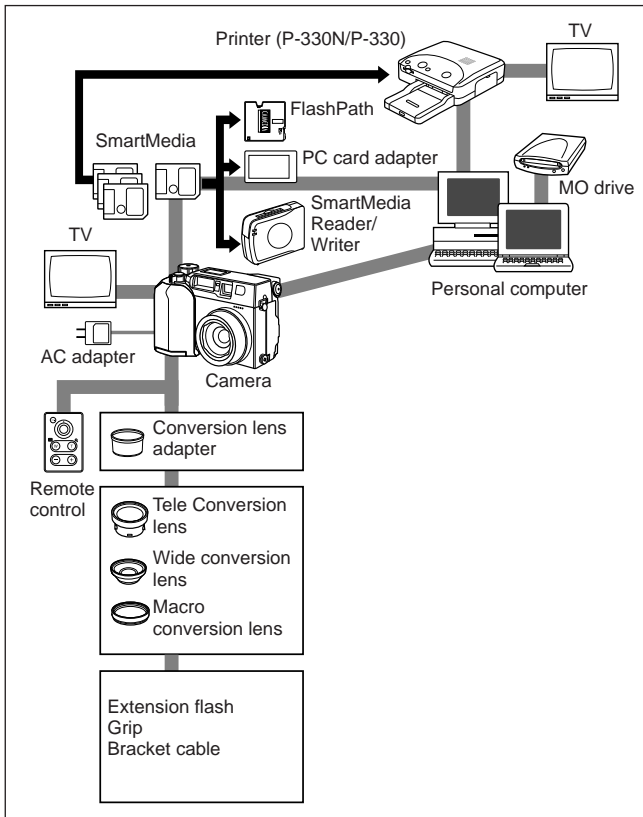 Printer (P-330N/P-330)
TV
FlashPath
SmartMedia
PC card adapter
MO drive
SmartMedia
Reader/
Writer
TV
Personal computer
AC adapter
Camera
Conversion lens
adapter
Remote
control
Tele Conversion
lens
Wide conversion
lens
Macro
conversion lens
Extension flash
Grip
Bracket cable